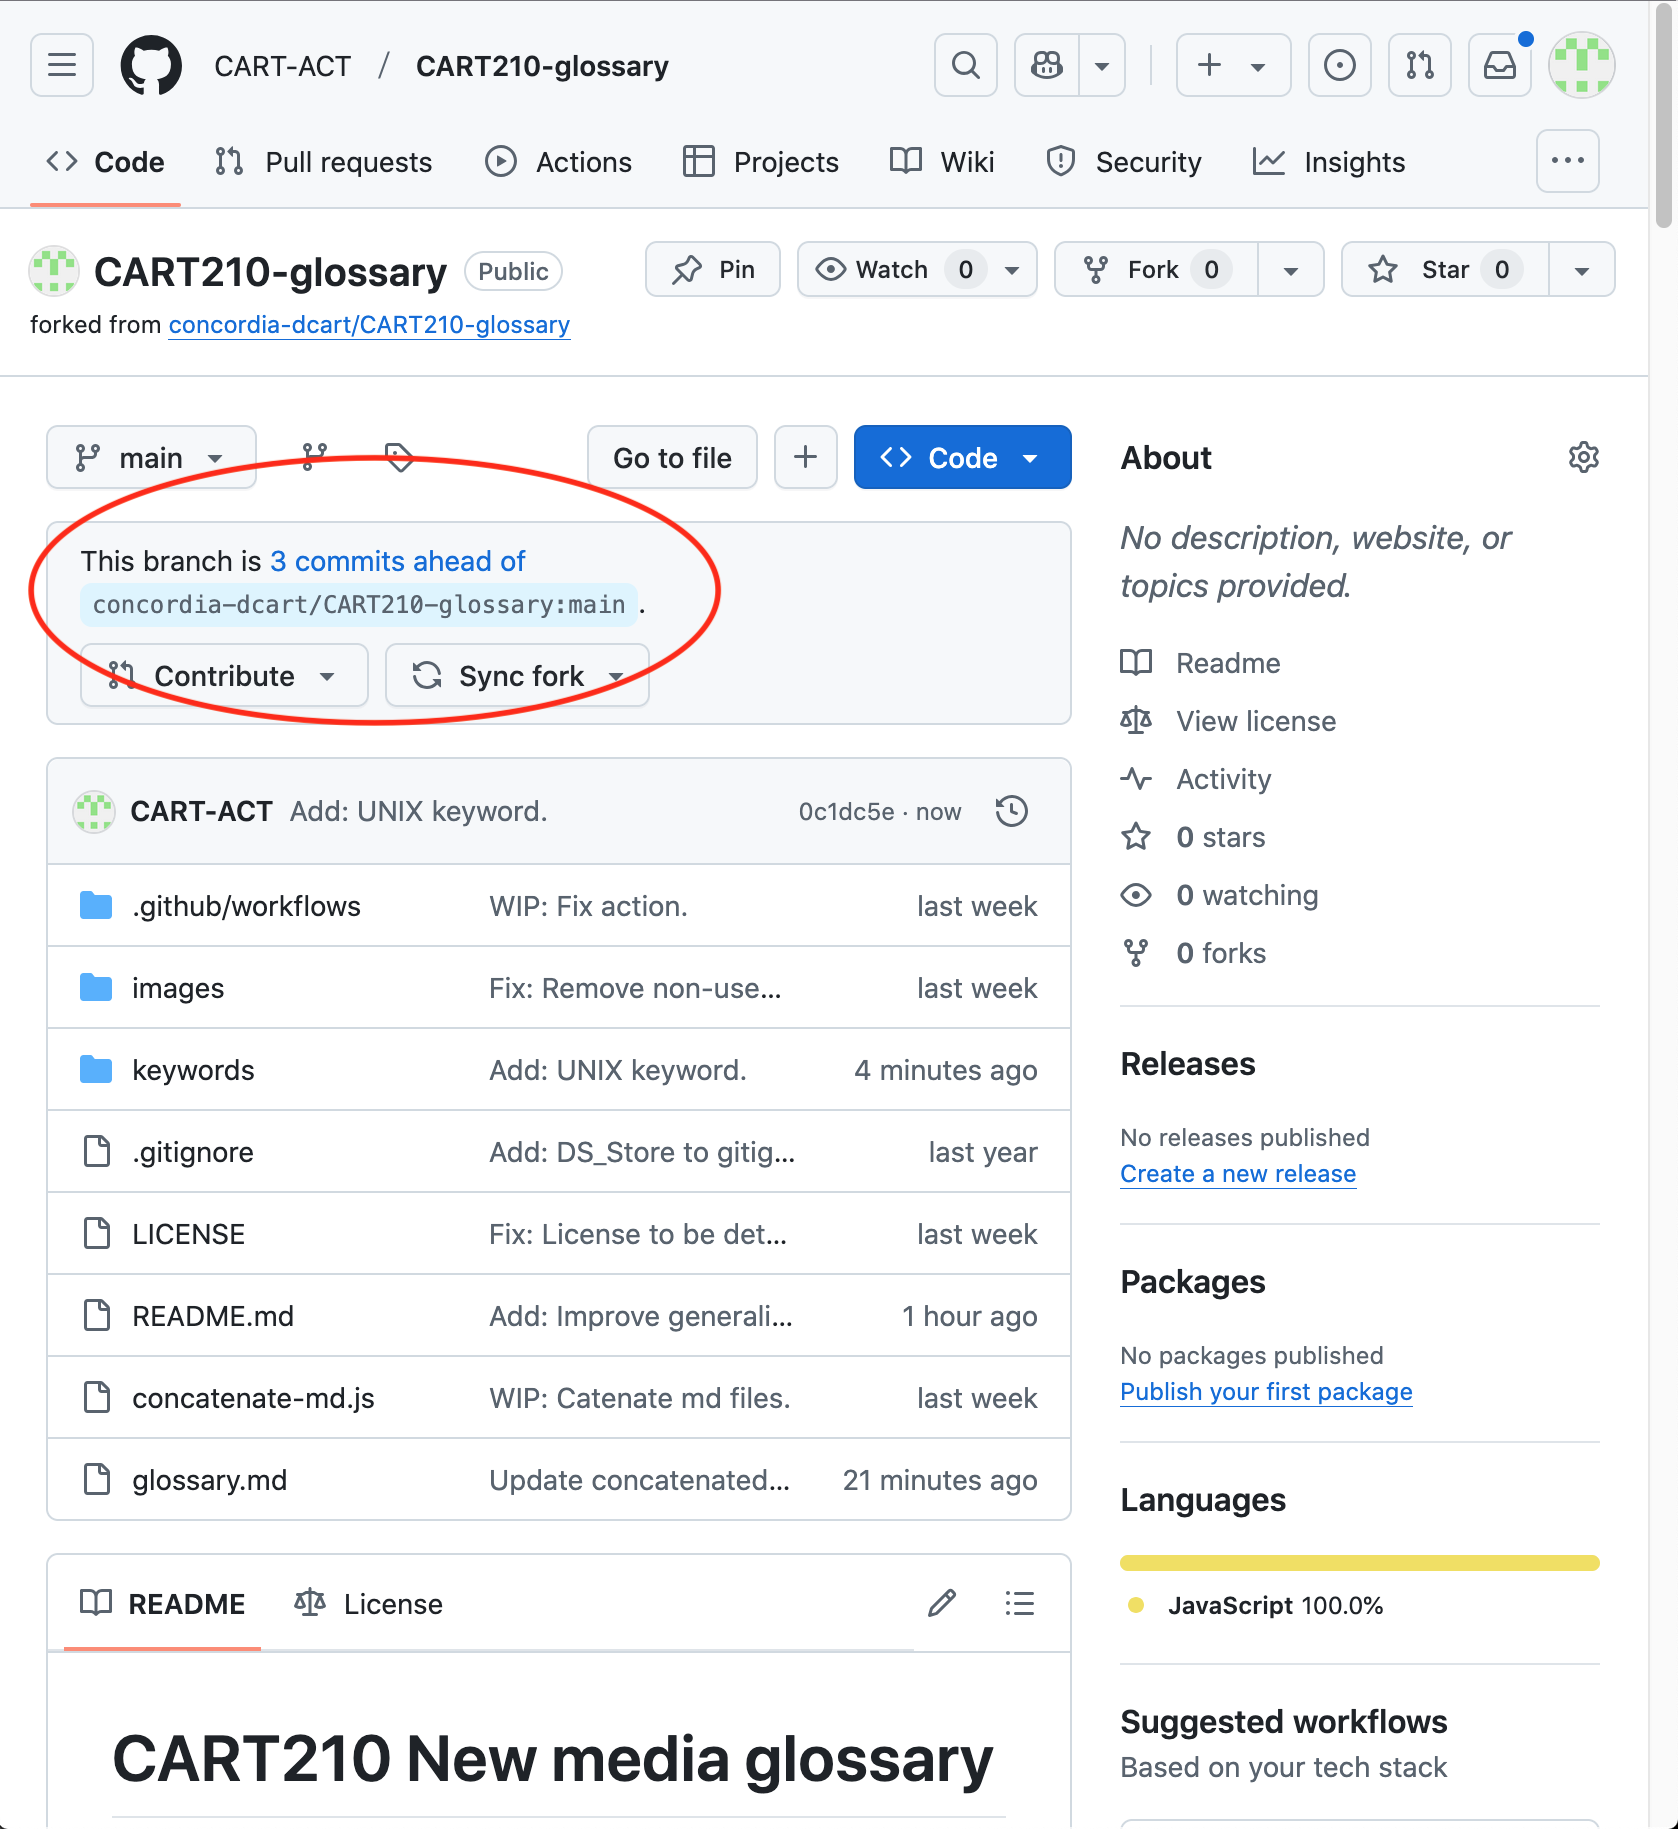 CART-ACT / CART210-glossary
Code Pull requests Actions Projects Wiki Security Insights
CART210-glossary Public
Pin Watch 0 Fork 0 Star 0
forked from concordia-dcart/CART210-glossary
main Go to file Code
This branch is 3 commits ahead of
concordia-dcart/CART210-glossary:main .
Contribute Sync fork
CART-ACT Add: UNIX keyword. 0c1dc5e · now
.github/workflows WIP: Fix action. last week
images Fix: Remove non-use... last week
keywords Add: UNIX keyword. 4 minutes ago
.gitignore Add: DS_Store to gitig... last year
LICENSE Fix: License to be det... last week
README.md Add: Improve generali... 1 hour ago
concatenate-md.js WIP: Catenate md files. last week
glossary.md Update concatenated... 21 minutes ago
README License
CART210 New media glossary
About
No description, website, or
topics provided.
Readme
View license
Activity
0 stars
0 watching
0 forks
Releases
No releases published
Create a new release
Packages
No packages published
Publish your first package
Languages
JavaScript 100.0%
Suggested workflows
Based on your tech stack